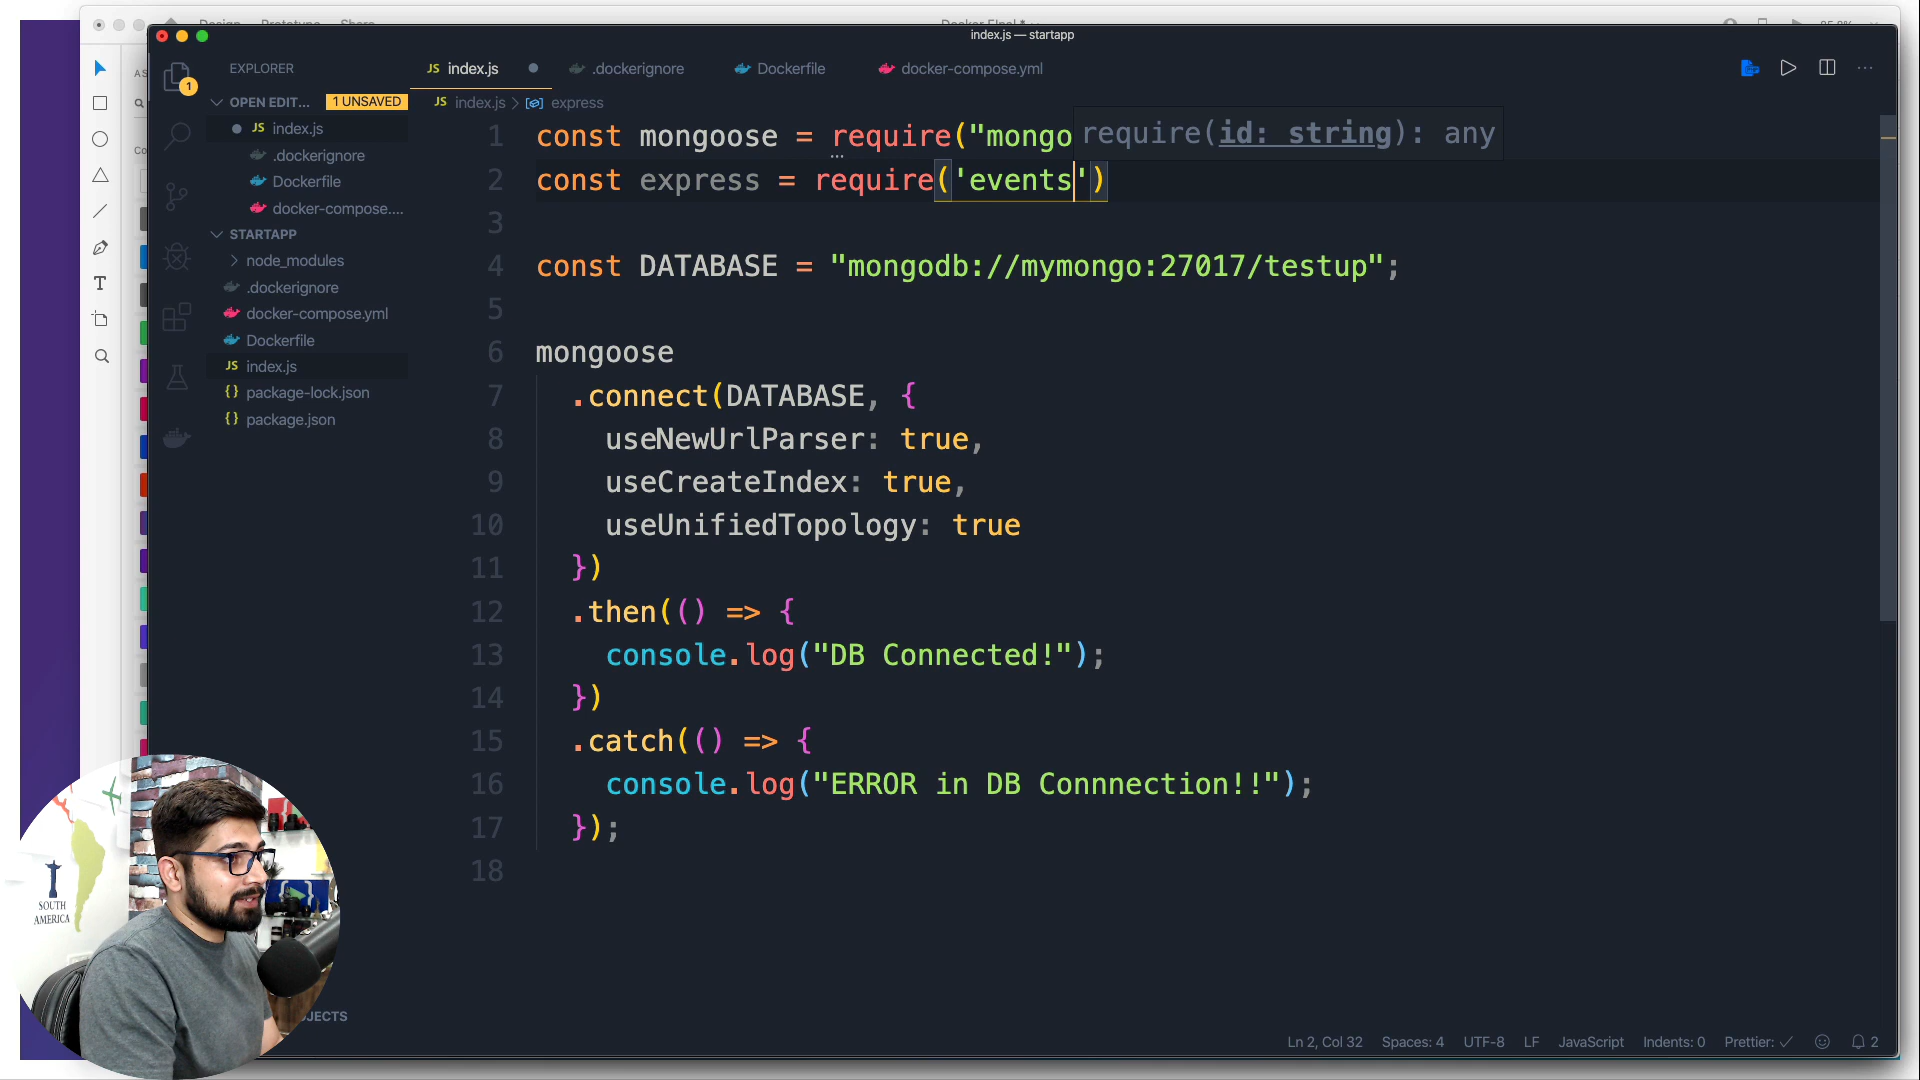 Docker Final *
index.js — startapp
EXPLORER
JS index.js
.dockerignore
Dockerfile
docker-compose.yml
OPEN EDIT... 1 UNSAVED
JS index.js > express
JS index.js
.dockerignore
Dockerfile
docker-compose....
STARTAPP
node_modules
.dockerignore
docker-compose.yml
Dockerfile
JS index.js
{} package-lock.json
{} package.json
1
require(id: string): any
1 const mongoose = require("mongo
2 const express = require('events')
3
4 const DATABASE = "mongodb://mymongo:27017/testup";
5
6 mongoose
7 .connect(DATABASE, {
8 useNewUrlParser: true,
9 useCreateIndex: true,
10 useUnifiedTopology: true
11 })
12 .then(() => {
13 console.log("DB Connected!");
14 })
15 .catch(() => {
16 console.log("ERROR in DB Connnection!!");
17 });
18
SOUTH
AMERICA
JECTS
Ln 2, Col 32 Spaces: 4 UTF-8 LF JavaScript Indents: 0 Prettier: ✓ 2